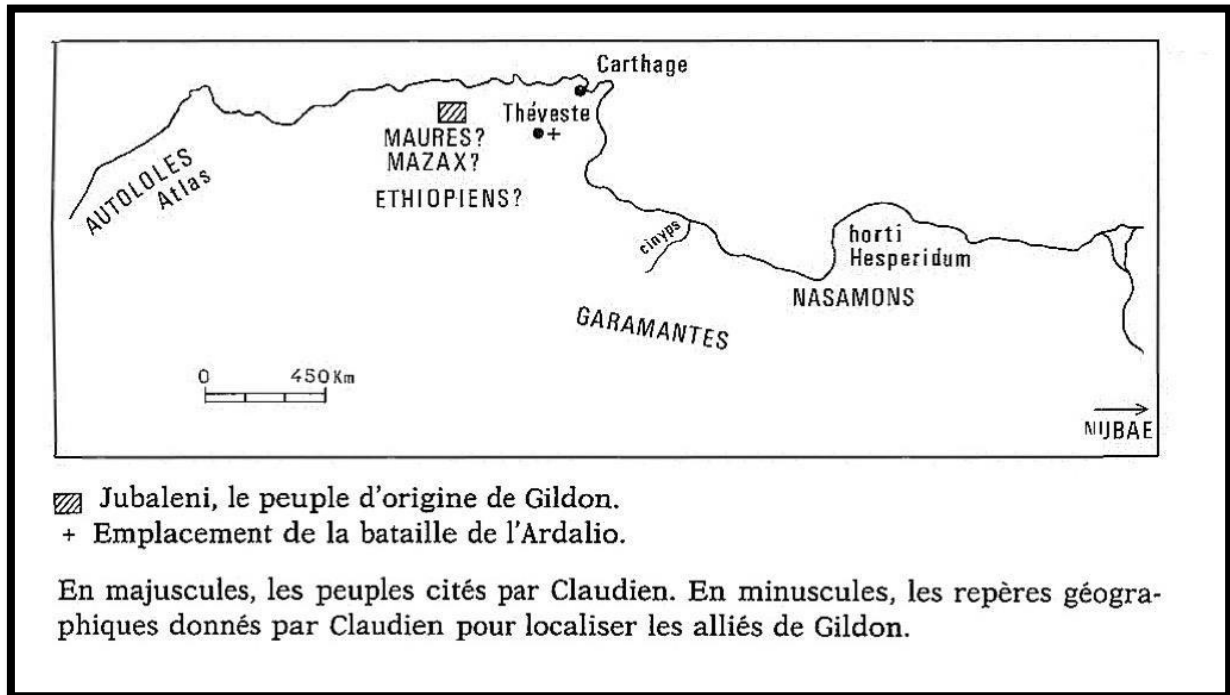 Carthage
Théveste
+
MAURES?
MAZAX?
ETHIOPIENS?
AUTOLOLES
Atlas
cinyps
horti
Hesperidum
NASAMONS
GARAMANTES
0 450 Km
NUBAE
Jubaleni, le peuple d'origine de Gildon.
+ Emplacement de la bataille de l'Ardalio.
En majuscules, les peuples cités par Claudien. En minuscules, les repères géogra-
phiques donnés par Claudien pour localiser les alliés de Gildon.